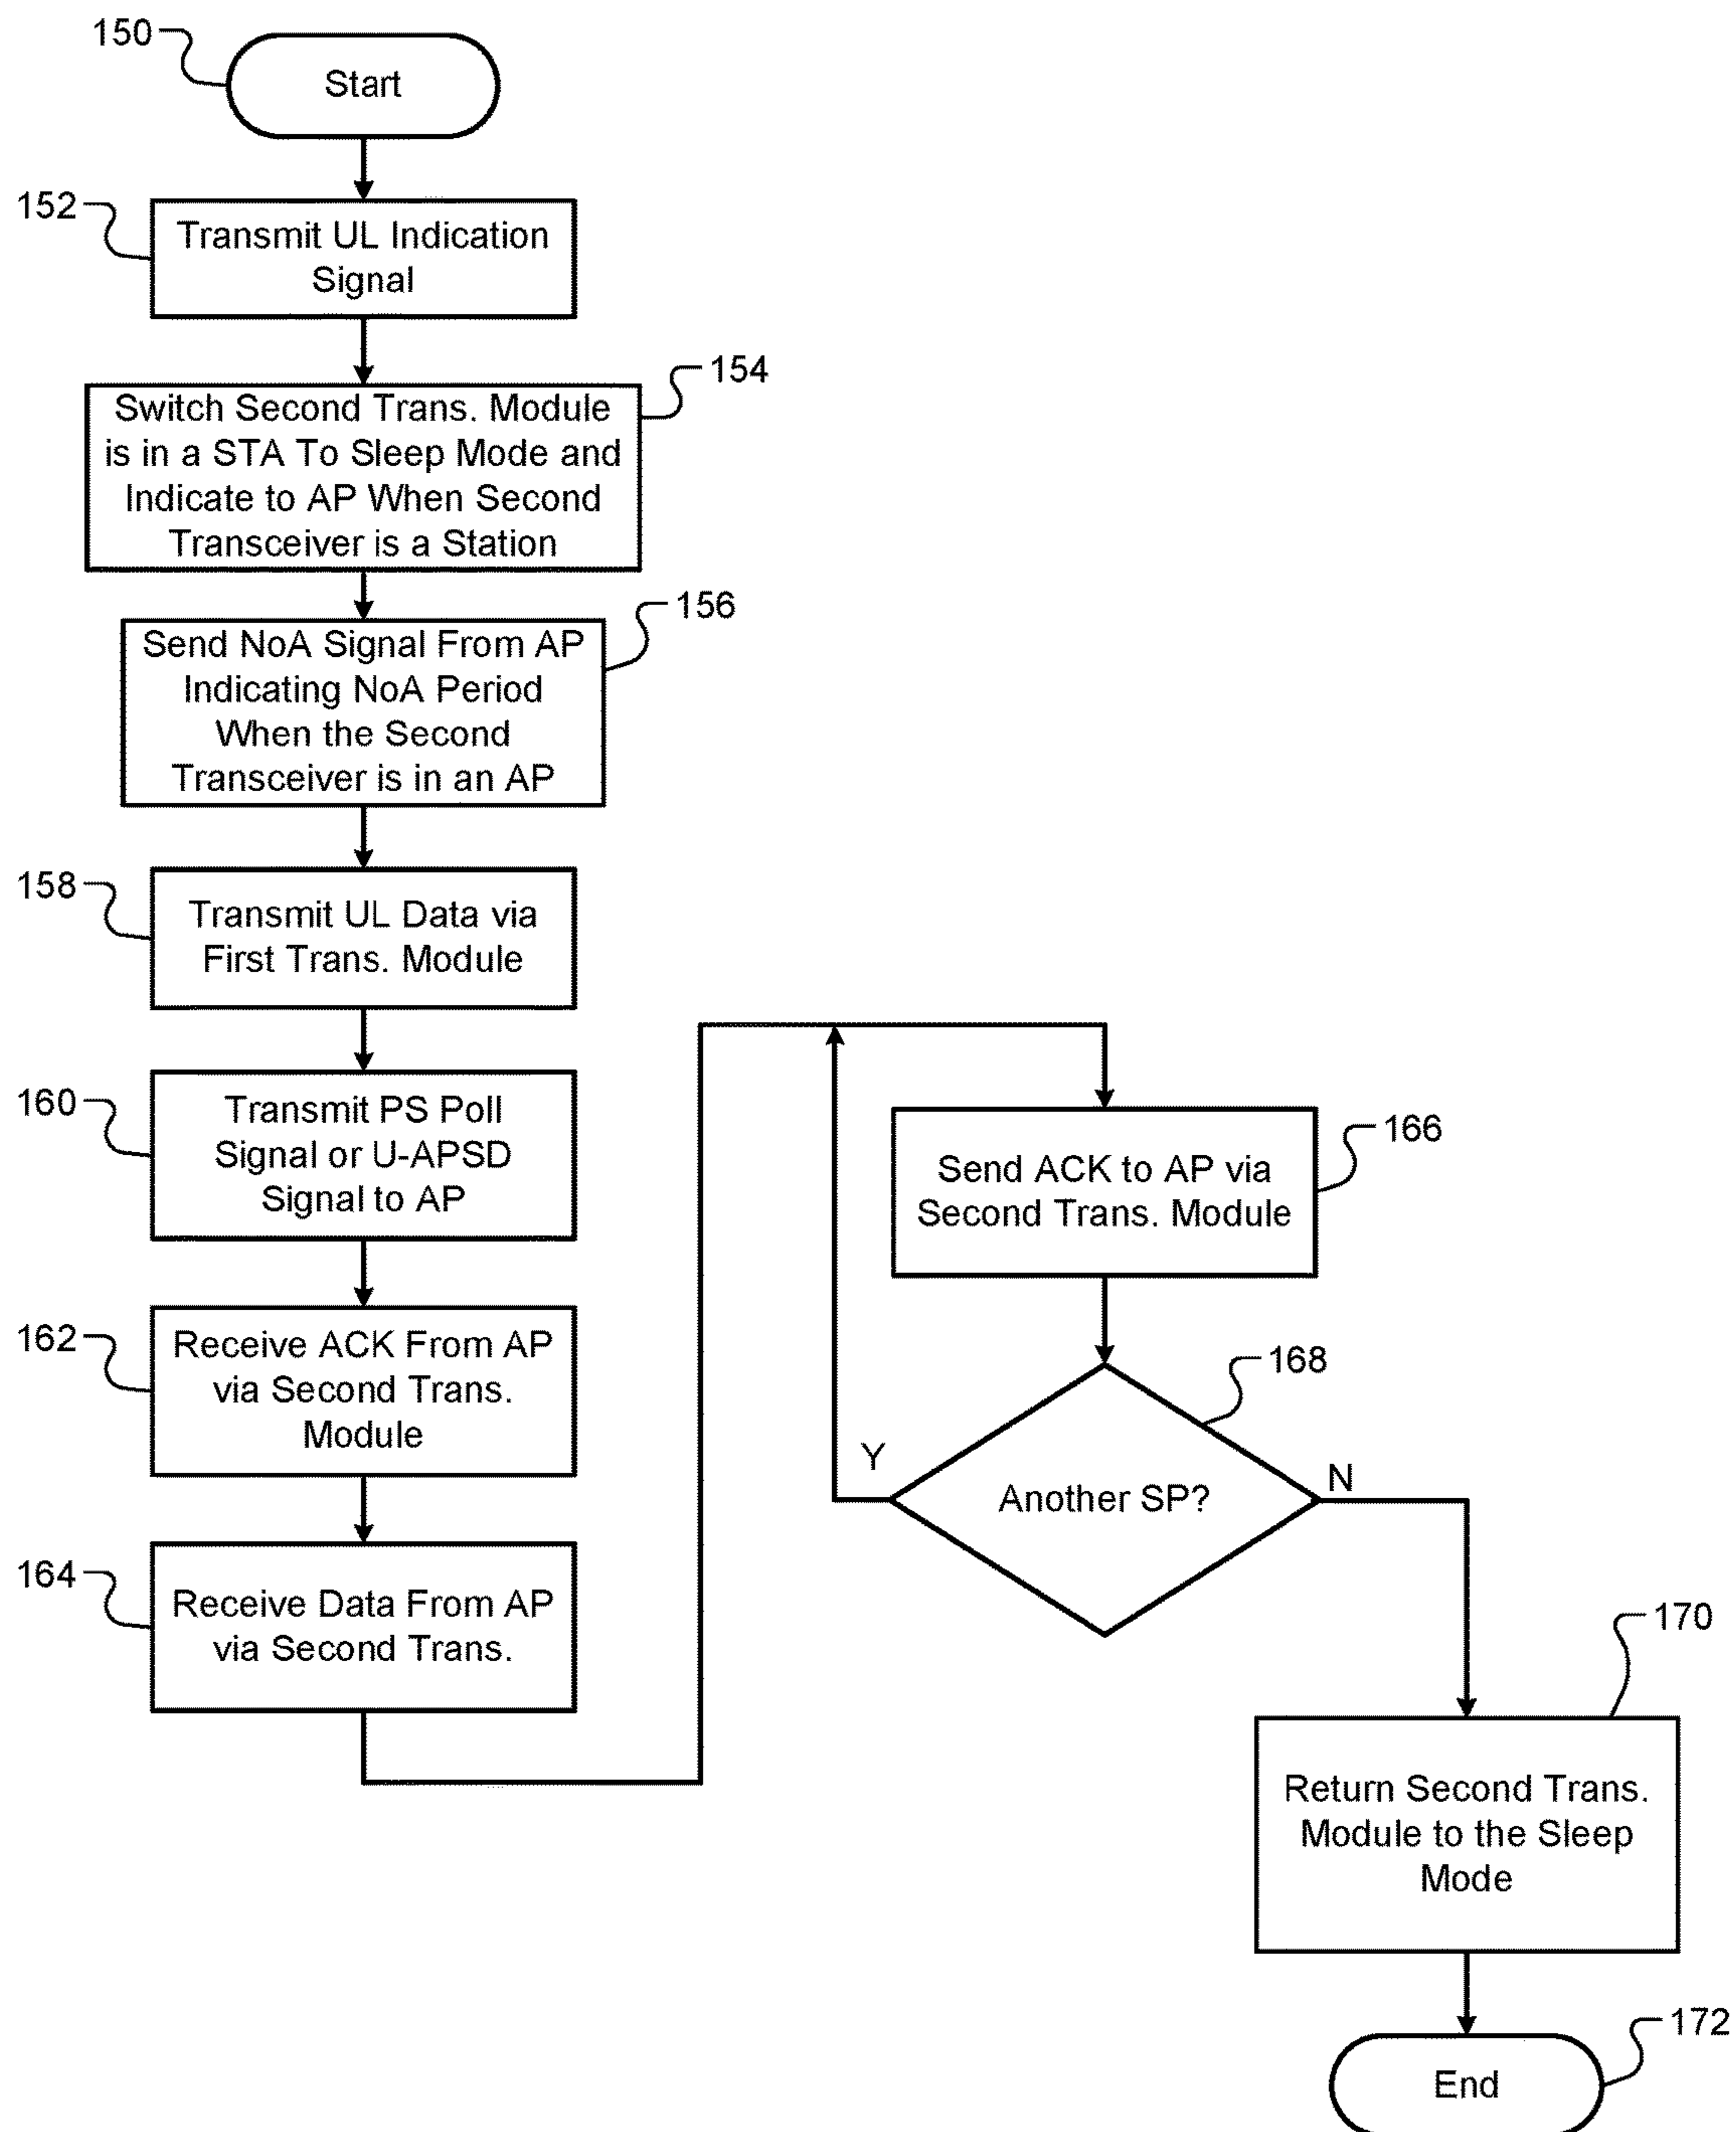 150
Start
152
Transmit UL Indication
Signal
154
Switch Second Trans. Module
is in a STA To Sleep Mode and
Indicate to AP When Second
Transceiver is a Station
156
Send NoA Signal From AP
Indicating NoA Period
When the Second
Transceiver is in an AP
158
Transmit UL Data via
First Trans. Module
160
Transmit PS Poll
Signal or U-APSD
Signal to AP
162
Receive ACK From AP
via Second Trans.
Module
164
Receive Data From AP
via Second Trans.
166
Send ACK to AP via
Second Trans. Module
168
Another SP?
Y
N
170
Return Second Trans.
Module to the Sleep
Mode
172
End